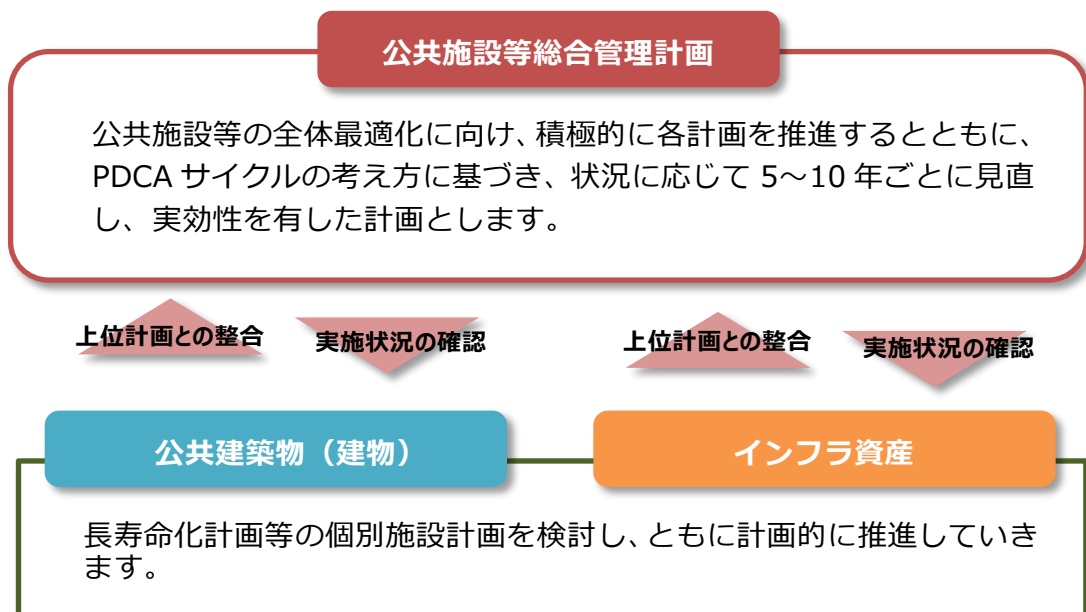 公共施設等総合管理計画
公共施設等の全体最適化に向け、積極的に各計画を推進するとともに、
PDCA サイクルの考え方に基づき、状況に応じて 5～10 年ごとに見直
し、実効性を有した計画とします。
上位計画との整合 実施状況の確認 上位計画との整合 実施状況の確認
公共建築物（建物） インフラ資産
長寿命化計画等の個別施設計画を検討し、ともに計画的に推進していき
ます。